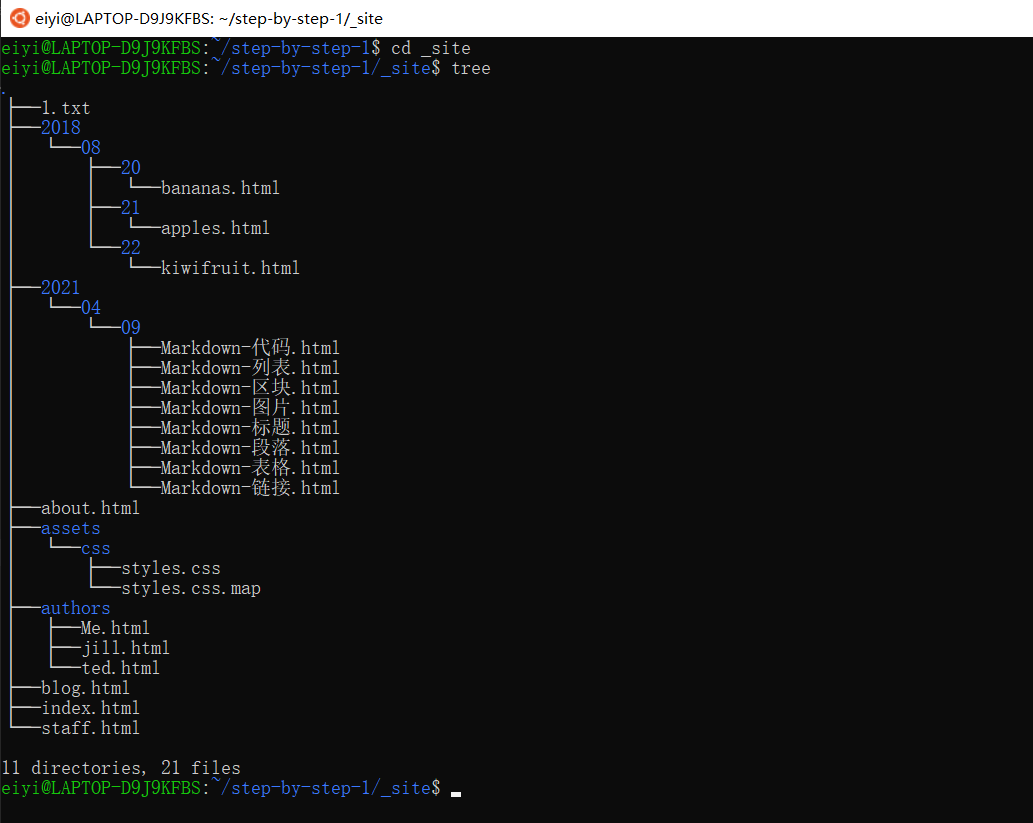 eiyi@LAPTOP-D9J9KFBS: ~/step-by-step-1/_site
eiyi@LAPTOP-D9J9KFBS:~/step-by-step-1$ cd _site
eiyi@LAPTOP-D9J9KFBS:~/step-by-step-1/_site$ tree
.
├──1.txt
├──2018
│   └──08
│       ├──20
│       │   └──bananas.html
│       ├──21
│       │   └──apples.html
│       └──22
│           └──kiwifruit.html
├──2021
│   └──04
│       └──09
│           ├──Markdown-代码.html
│           ├──Markdown-列表.html
│           ├──Markdown-区块.html
│           ├──Markdown-图片.html
│           ├──Markdown-标题.html
│           ├──Markdown-段落.html
│           ├──Markdown-表格.html
│           └──Markdown-链接.html
├──about.html
├──assets
│   └──css
│       ├──styles.css
│       └──styles.css.map
├──authors
│   ├──Me.html
│   ├──jill.html
│   └──ted.html
├──blog.html
├──index.html
└──staff.html
11 directories, 21 files
eiyi@LAPTOP-D9J9KFBS:~/step-by-step-1/_site$